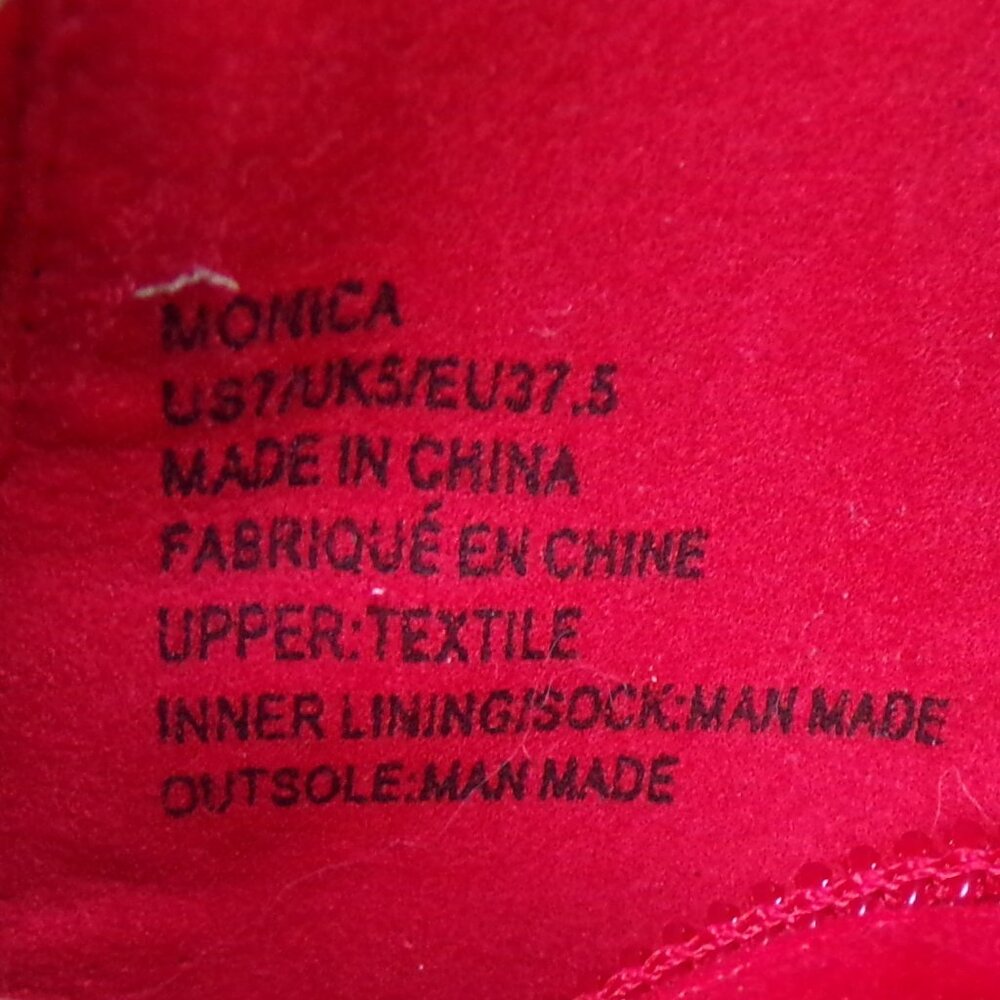 MONICA
US7/UK5/EU37.5
MADE IN CHINA
FABRIQUÉ EN CHINE
UPPER:TEXTILE
INNER LINING/SOCK:MAN MADE
OUTSOLE:MAN MADE